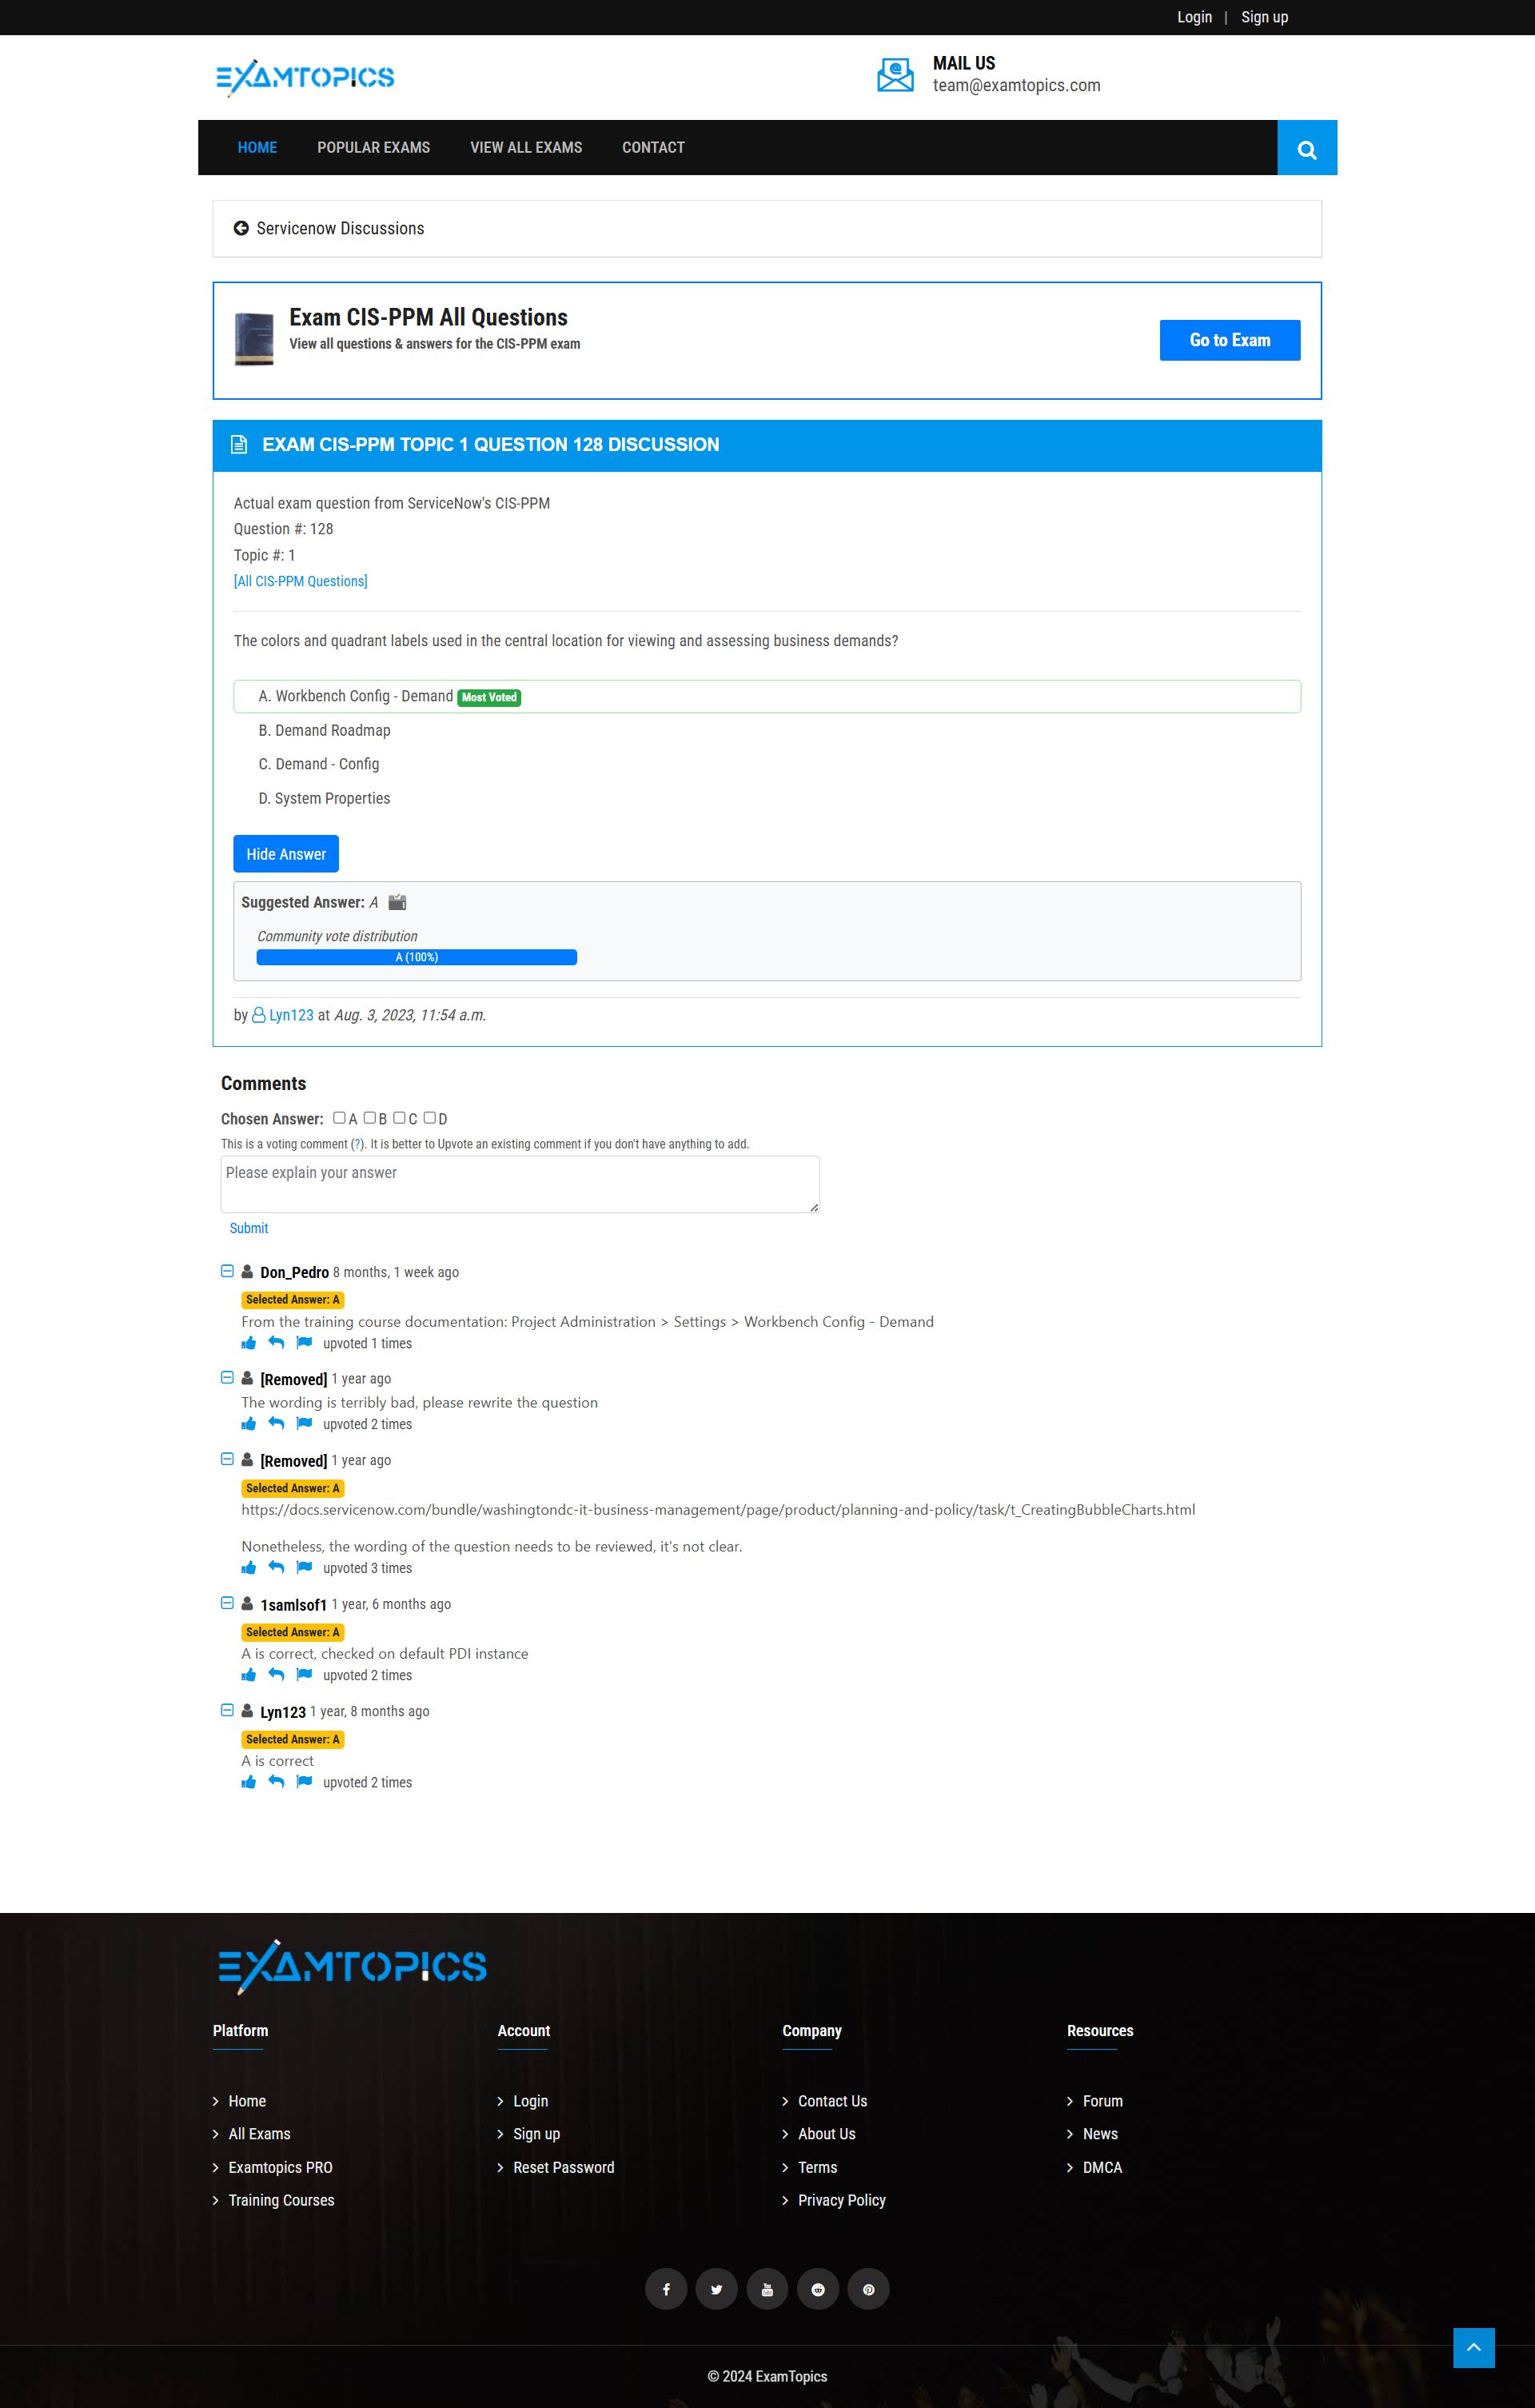 Login | Sign up
EXAMTOPICS
MAIL US
team@examtopics.com
HOME POPULAR EXAMS VIEW ALL EXAMS CONTACT
Servicenow Discussions
Exam CIS-PPM All Questions
View all questions & answers for the CIS-PPM exam
Go to Exam
EXAM CIS-PPM TOPIC 1 QUESTION 128 DISCUSSION
Actual exam question from ServiceNow's CIS-PPM
Question #: 128
Topic #: 1
[All CIS-PPM Questions]
The colors and quadrant labels used in the central location for viewing and assessing business demands?
A. Workbench Config - Demand Most Voted
B. Demand Roadmap
C. Demand - Config
D. System Properties
Hide Answer
Suggested Answer: A
Community vote distribution
A (100%)
by Lyn123 at Aug. 3, 2023, 11:54 a.m.
Comments
Chosen Answer: A B C D
This is a voting comment (?). It is better to Upvote an existing comment if you don't have anything to add.
Please explain your answer
Submit
Don_Pedro 8 months, 1 week ago
Selected Answer: A
From the training course documentation: Project Administration > Settings > Workbench Config - Demand
upvoted 1 times
[Removed] 1 year ago
The wording is terribly bad, please rewrite the question
upvoted 2 times
[Removed] 1 year ago
Selected Answer: A
https://docs.servicenow.com/bundle/washingtondc-it-business-management/page/product/planning-and-policy/task/t_CreatingBubbleCharts.html
Nonetheless, the wording of the question needs to be reviewed, it's not clear.
upvoted 3 times
1samlsof1 1 year, 6 months ago
Selected Answer: A
A is correct, checked on default PDI instance
upvoted 2 times
Lyn123 1 year, 8 months ago
Selected Answer: A
A is correct
upvoted 2 times
EXAMTOPICS
Platform
Home
All Exams
Examtopics PRO
Training Courses
Account
Login
Sign up
Reset Password
Company
Contact Us
About Us
Terms
Privacy Policy
Resources
Forum
News
DMCA
© 2024 ExamTopics